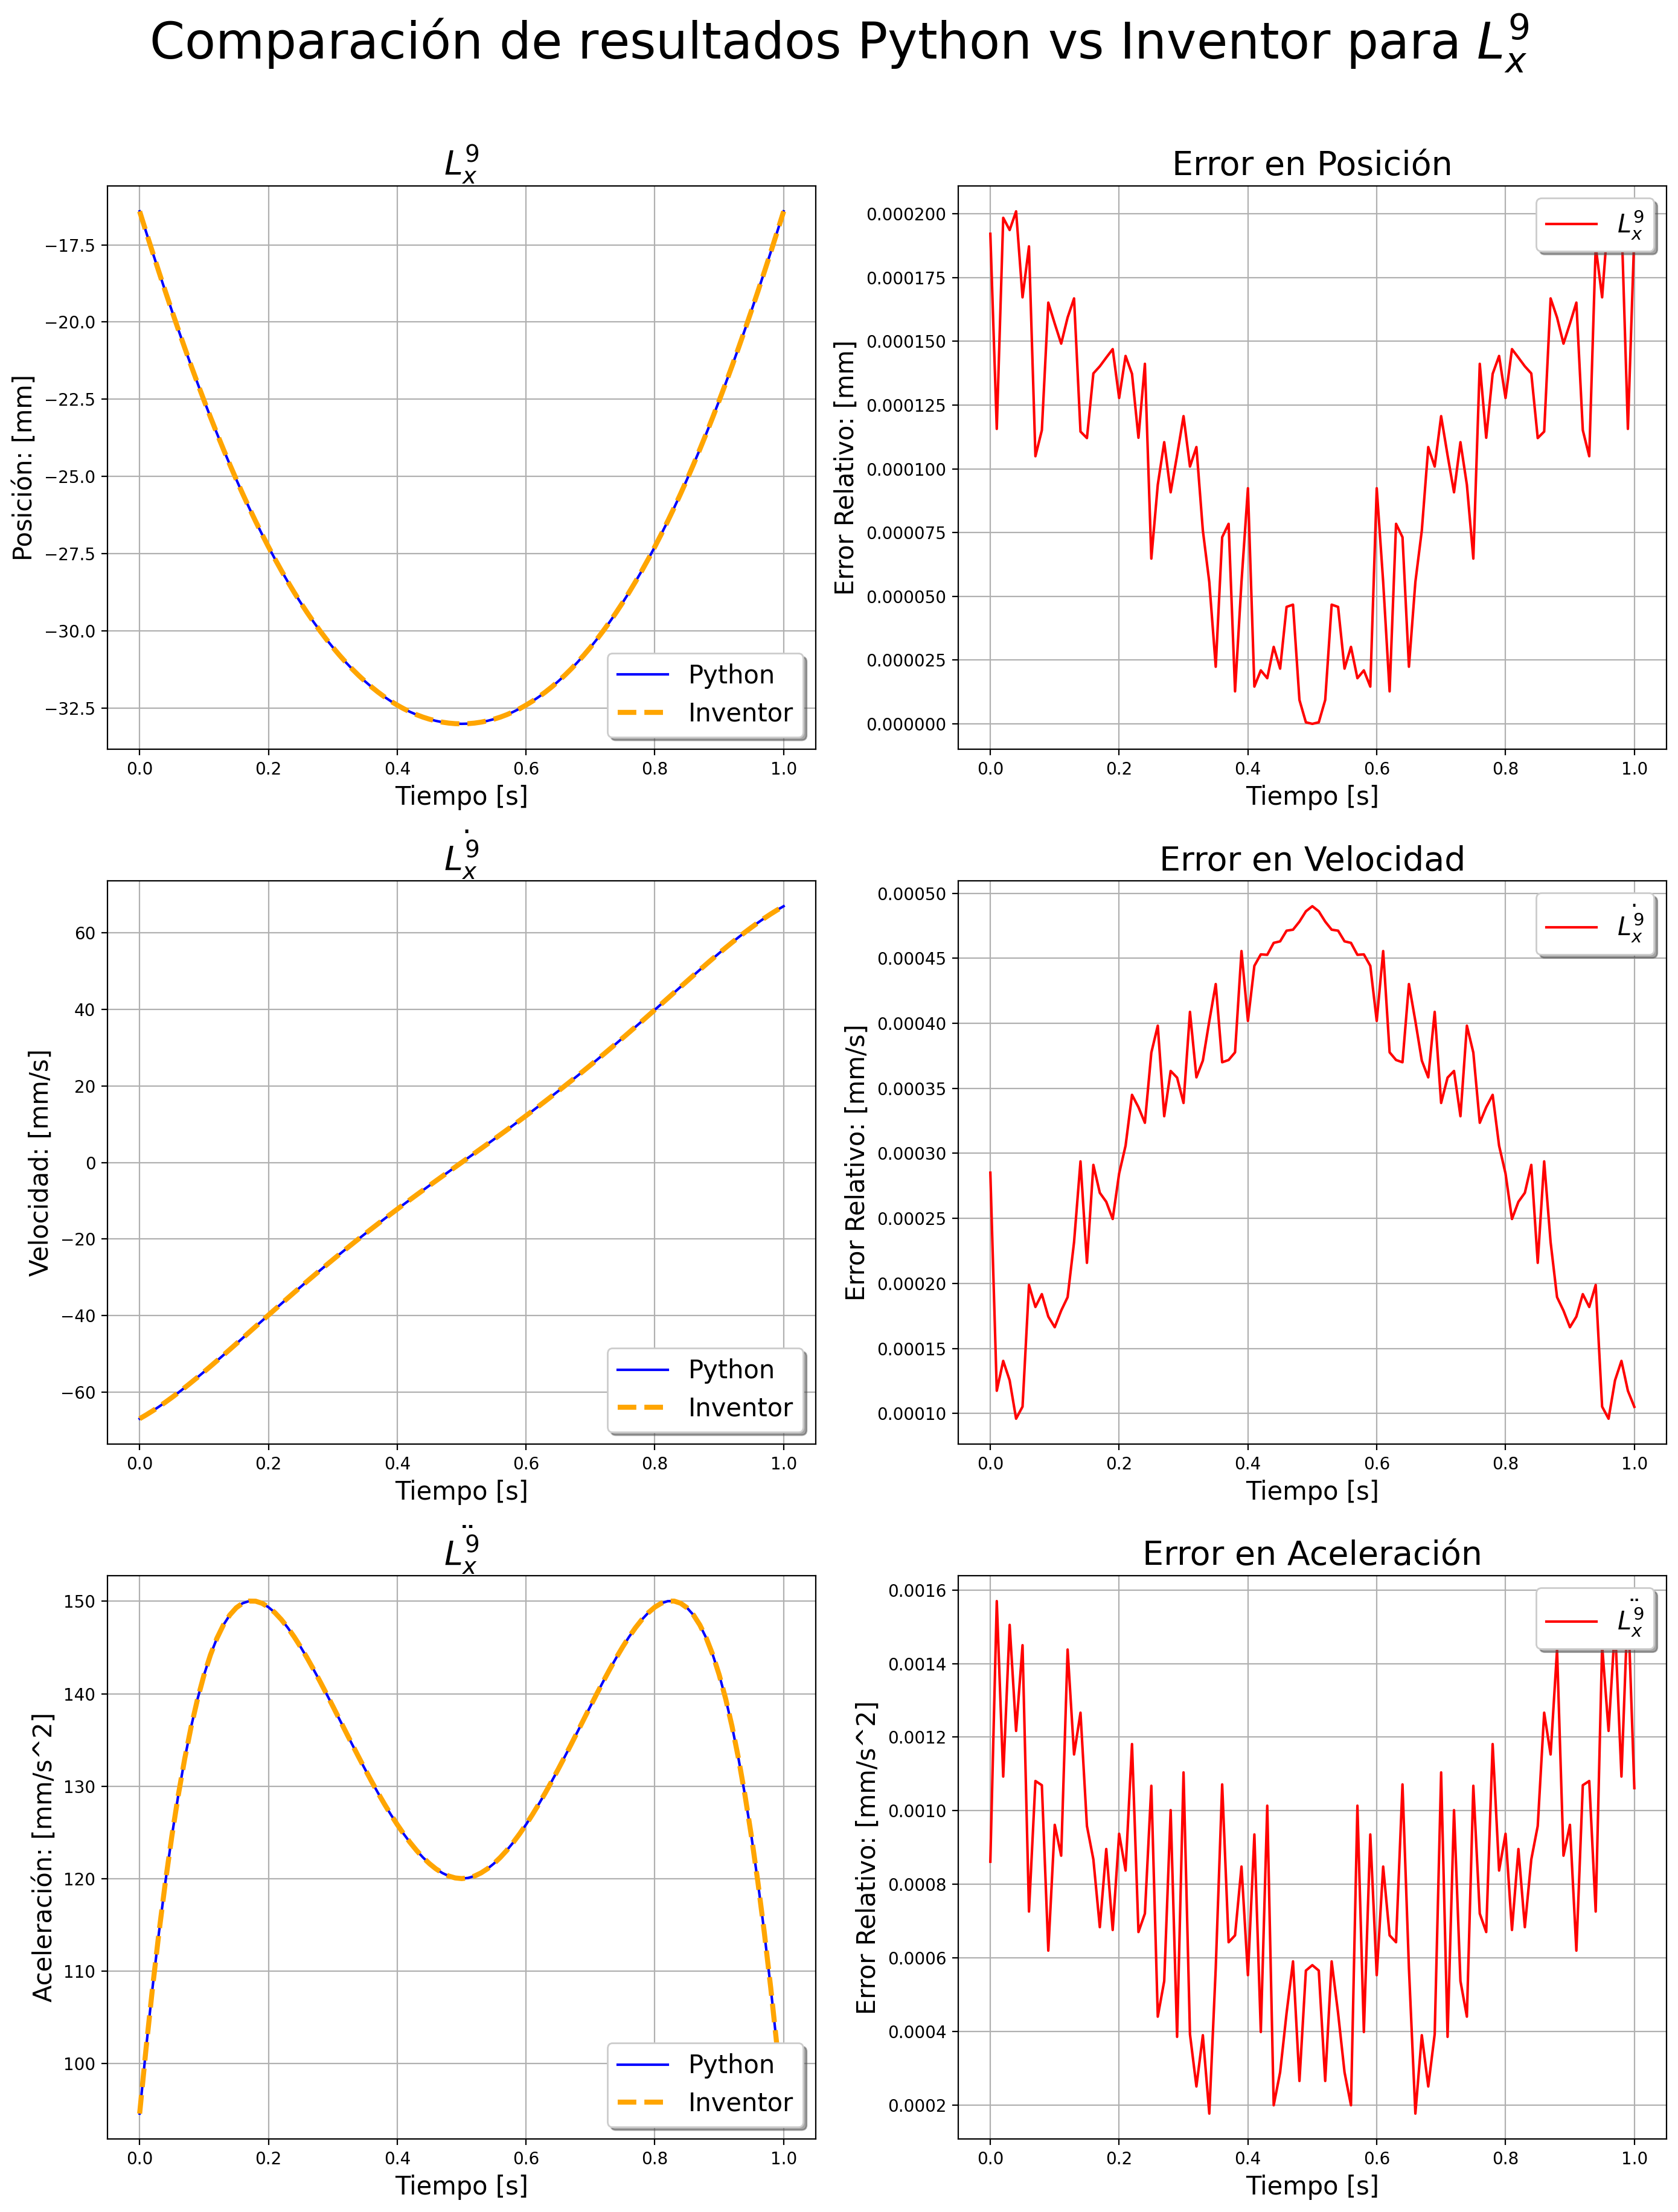 Comparación de resultados Python vs Inventor para $L_x^9$
$L_x^9$
Posición: [mm]
−17.5
−20.0
−22.5
−25.0
−27.5
−30.0
−32.5
0.0 0.2 0.4 0.6 0.8 1.0
Tiempo [s]
Python
Inventor
Error en Posición
Error Relativo: [mm]
0.000200
0.000175
0.000150
0.000125
0.000100
0.000075
0.000050
0.000025
0.000000
0.0 0.2 0.4 0.6 0.8 1.0
Tiempo [s]
$L_x^9$
$\dot{L_x^9}$
Velocidad: [mm/s]
60
40
20
0
−20
−40
−60
0.0 0.2 0.4 0.6 0.8 1.0
Tiempo [s]
Python
Inventor
Error en Velocidad
Error Relativo: [mm/s]
0.00050
0.00045
0.00040
0.00035
0.00030
0.00025
0.00020
0.00015
0.00010
0.0 0.2 0.4 0.6 0.8 1.0
Tiempo [s]
$\dot{L_x^9}$
$\ddot{L_x^9}$
Aceleración: [mm/s^2]
150
140
130
120
110
100
0.0 0.2 0.4 0.6 0.8 1.0
Tiempo [s]
Python
Inventor
Error en Aceleración
Error Relativo: [mm/s^2]
0.0016
0.0014
0.0012
0.0010
0.0008
0.0006
0.0004
0.0002
0.0 0.2 0.4 0.6 0.8 1.0
Tiempo [s]
$\ddot{L_x^9}$